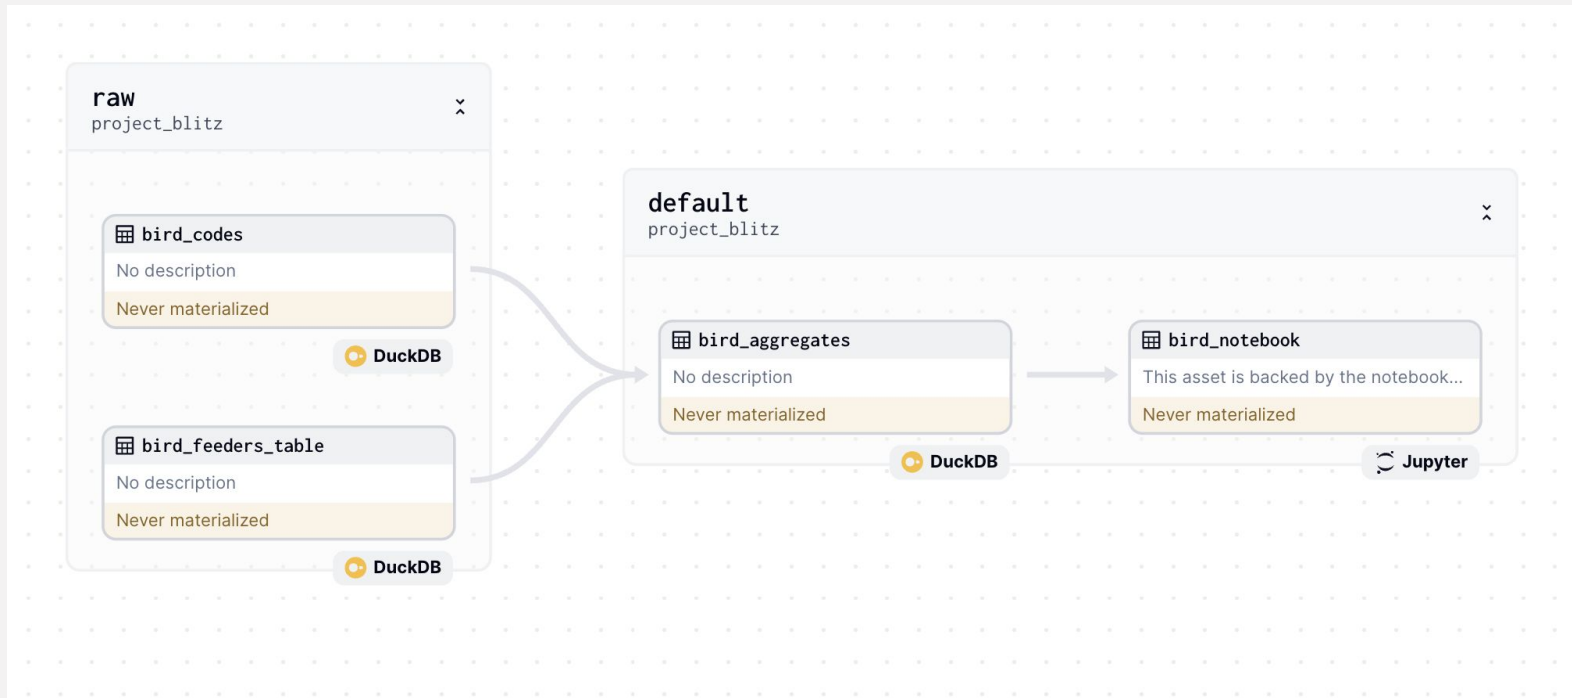 raw
project_blitz
bird_codes
No description
Never materialized
DuckDB
bird_feeders_table
No description
Never materialized
DuckDB
default
project_blitz
bird_aggregates
No description
Never materialized
DuckDB
bird_notebook
This asset is backed by the notebook...
Never materialized
Jupyter